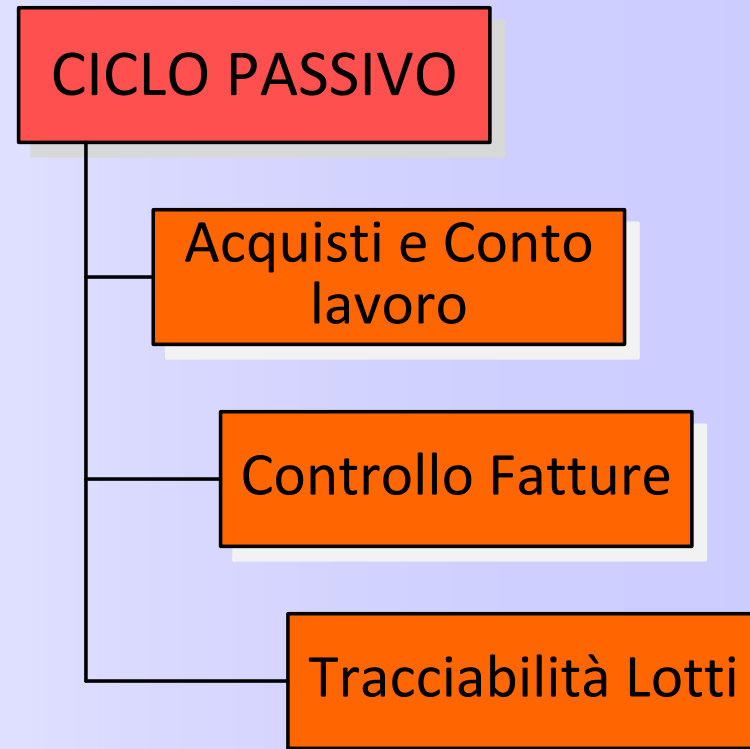 CICLO PASSIVO
Acquisti e Conto
lavoro
Controllo Fatture
Tracciabilità Lotti